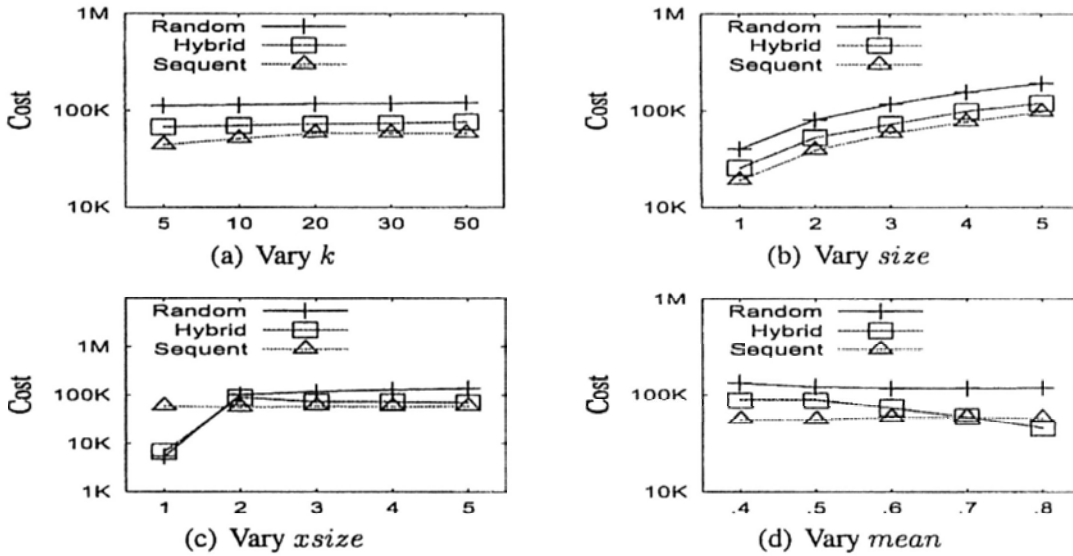 1M
Random
Hybrid
Sequent
100K
10K
Cost
5 10 20 30 50
(a) Vary k
1M
Random
Hybrid
Sequent
100K
10K
Cost
1 2 3 4 5
(b) Vary size
Random
Hybrid
Sequent
1M
100K
10K
1K
Cost
1 2 3 4 5
(c) Vary xsize
1M
Random
Hybrid
Sequent
100K
10K
Cost
.4 .5 .6 .7 .8
(d) Vary mean